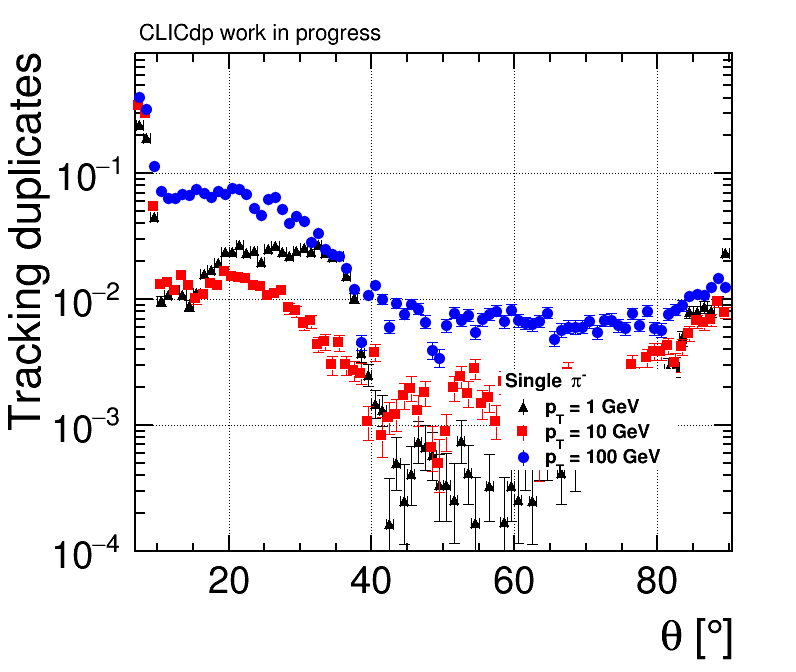 CLICdp work in progress
Tracking duplicates
10⁻¹
10⁻²
10⁻³
10⁻⁴
Single π⁻
p_T = 1 GeV
p_T = 10 GeV
p_T = 100 GeV
20 40 60 80
θ [°]